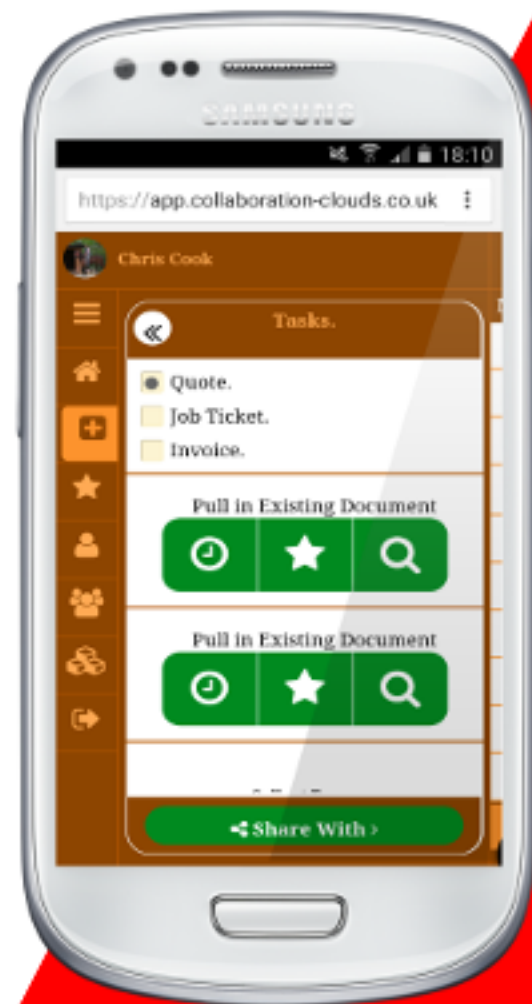 SAMSUNG
18:10
https://app.collaboration-clouds.co.uk
Chris Cook
Tasks.
Quote.
Job Ticket.
Invoice.
Pull in Existing Document
Pull in Existing Document
Share With ›